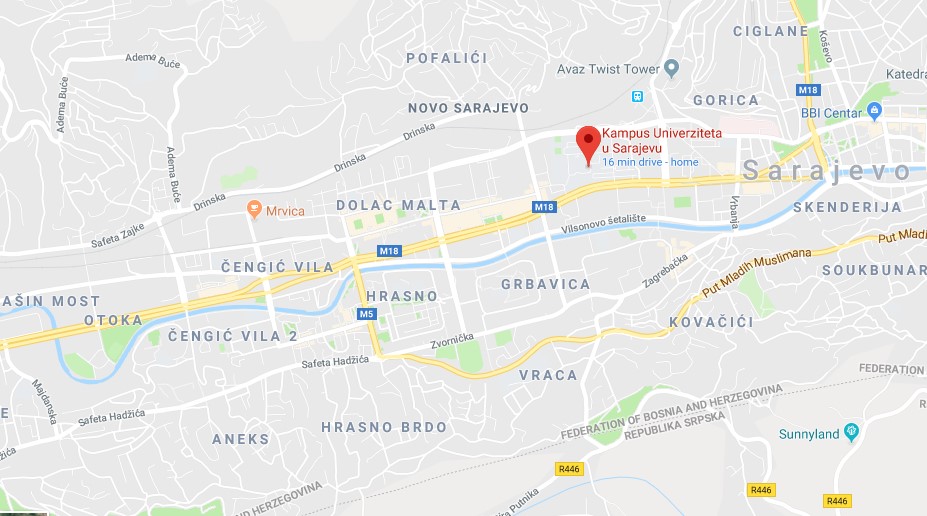 CIGLANE
Koševo
Adema Buće
POFALIĆI
Avaz Twist Tower
Katedra
Adema Buće
M18
GORICA
NOVO SARAJEVO
BBI Centar
Drinska
Kampus Univerziteta
u Sarajevu
16 min drive - home
Drinska
Adema Buće
Sarajevo
Drinska
Mrvica
DOLAC MALTA
M18
Vrbanja
SKENDERIJA
Vilsonovo šetalište
Safeta Zajke
M18
Put Mladi
ČENGIĆ VILA
Zagrebačka
Put Mladih Muslimana
SOUKBUNAR
GRBAVICA
HRASNO
AŠIN MOST
OTOKA
M5
KOVAČIĆI
ČENGIĆ VILA 2
Zvornička
Safeta Hadžića
VRACA
FEDERATION
Majdanska
FEDERATION OF BOSNIA AND HERZEGOVINA
REPUBLIKA SRPSKA
R
E
Safeta Hadžića
HRASNO BRDO
ANEKS
Sunnyland
žića
R446
R446
AND HERZEGOVINA
Putnika
R446